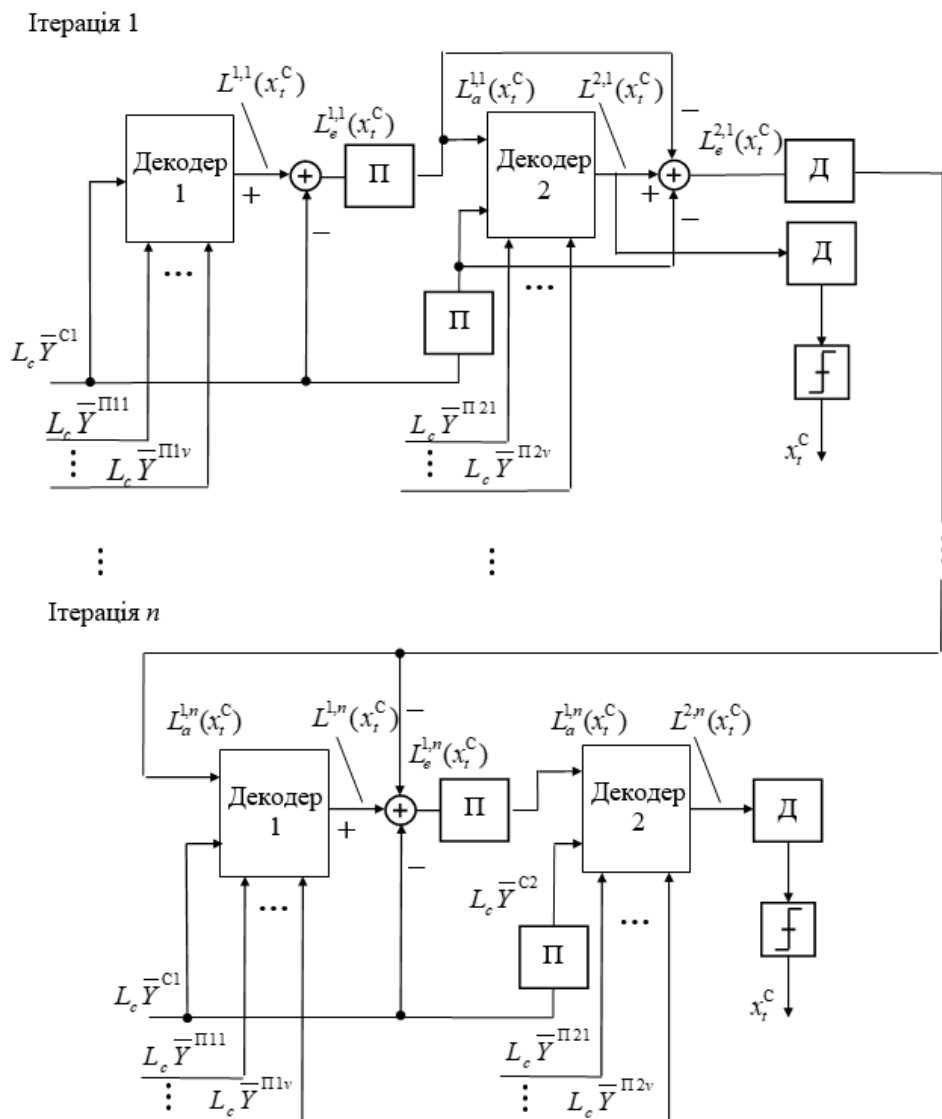 Ітерація 1
L^{1,1}(x_t^C)
L_e^{1,1}(x_t^C)
L_a^{1,1}(x_t^C)
L^{2,1}(x_t^C)
L_e^{2,1}(x_t^C)
Декодер
1
+
+
−
П
Декодер
2
+
+
−
−
Д
Д
...
...
П
L_c Y̅^{C1}
L_c Y̅^{П11}
⋮
L_c Y̅^{П1v}
L_c Y̅^{П21}
⋮
L_c Y̅^{П2v}
x_t^C
⋮
⋮
⋮
Ітерація n
L_a^{1,n}(x_t^C)
L^{1,n}(x_t^C)
−
L_e^{1,n}(x_t^C)
L_a^{1,n}(x_t^C)
L^{2,n}(x_t^C)
Декодер
1
+
+
−
П
Декодер
2
Д
...
...
L_c Y̅^{C2}
П
L_c Y̅^{C1}
x_t^C
L_c Y̅^{П11}
⋮
L_c Y̅^{П1v}
L_c Y̅^{П21}
⋮
L_c Y̅^{П2v}